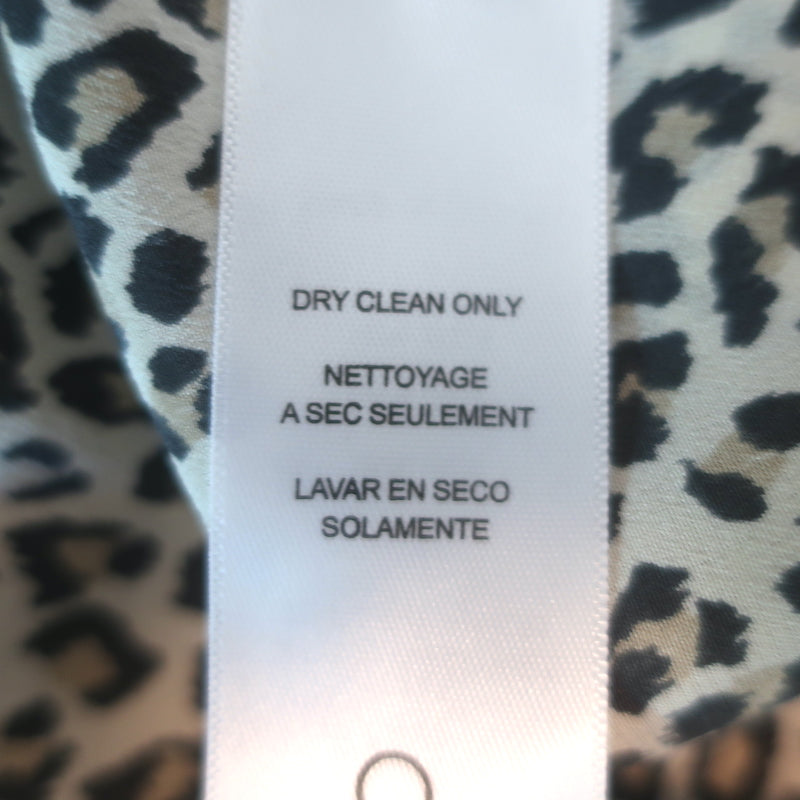 DRY CLEAN ONLY
NETTOYAGE
A SEC SEULEMENT
LAVAR EN SECO
SOLAMENTE